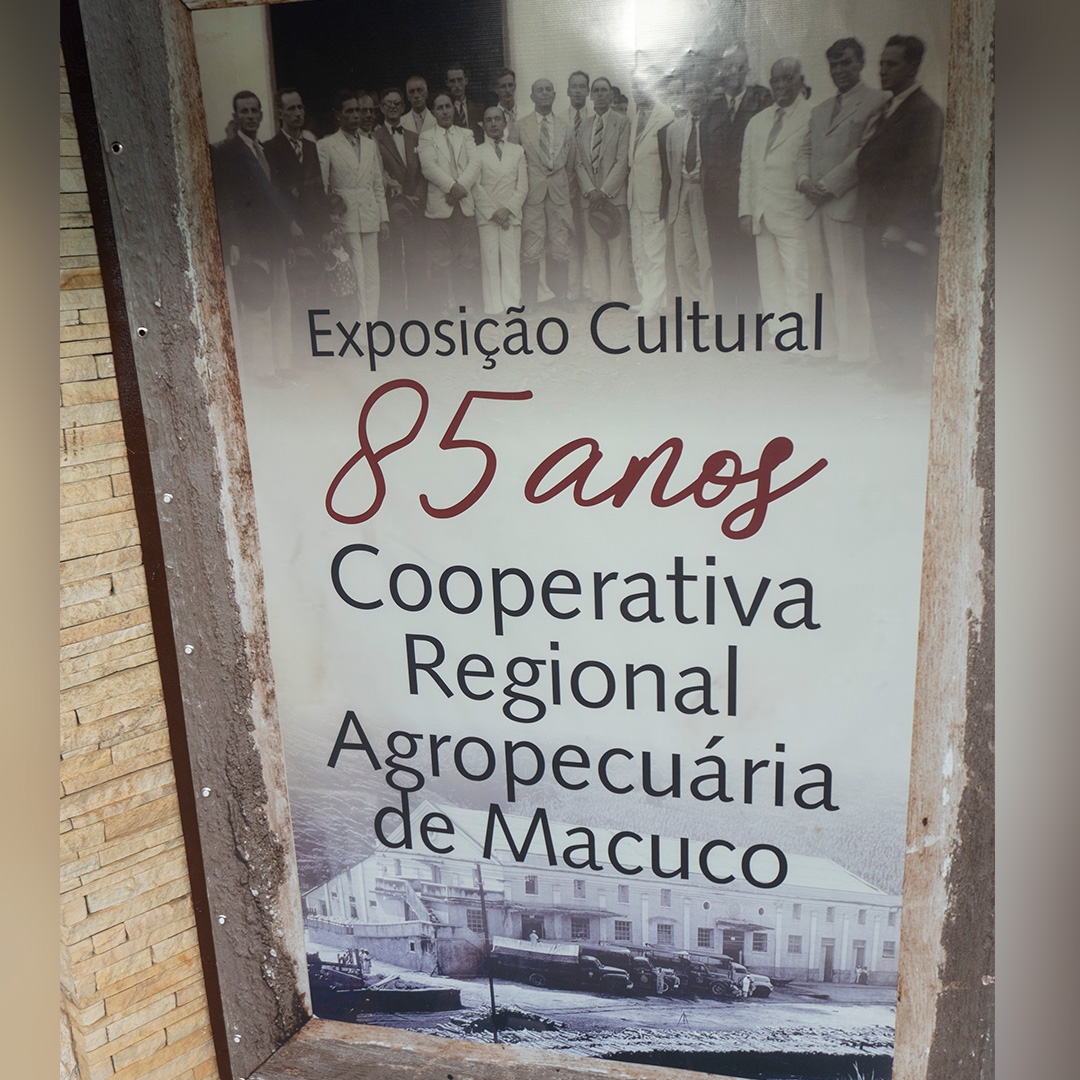 Exposição Cultural
85 anos
Cooperativa
Regional
Agropecuária
de Macuco